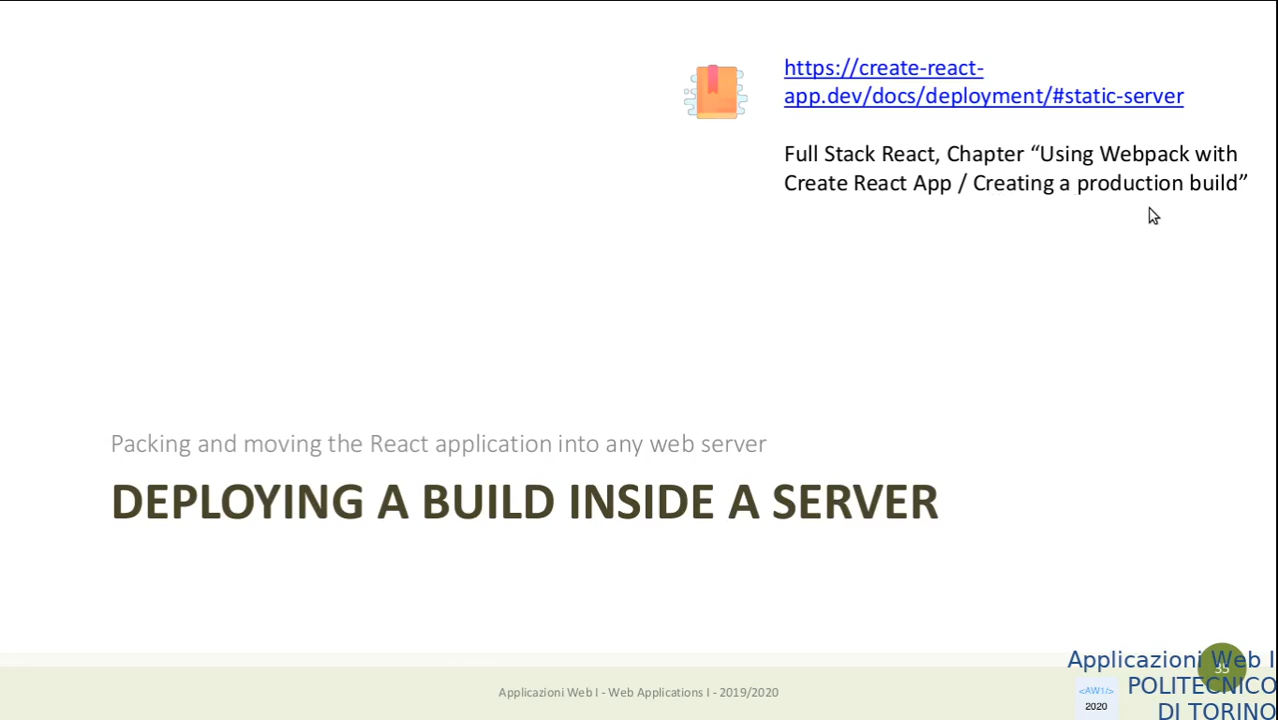 https://create-react-
app.dev/docs/deployment/#static-server
Full Stack React, Chapter “Using Webpack with
Create React App / Creating a production build”
Packing and moving the React application into any web server
DEPLOYING A BUILD INSIDE A SERVER
Applicazioni Web I - Web Applications I - 2019/2020
33
Applicazioni Web I
POLITECNICO
DI TORINO
<AW1/>
2020